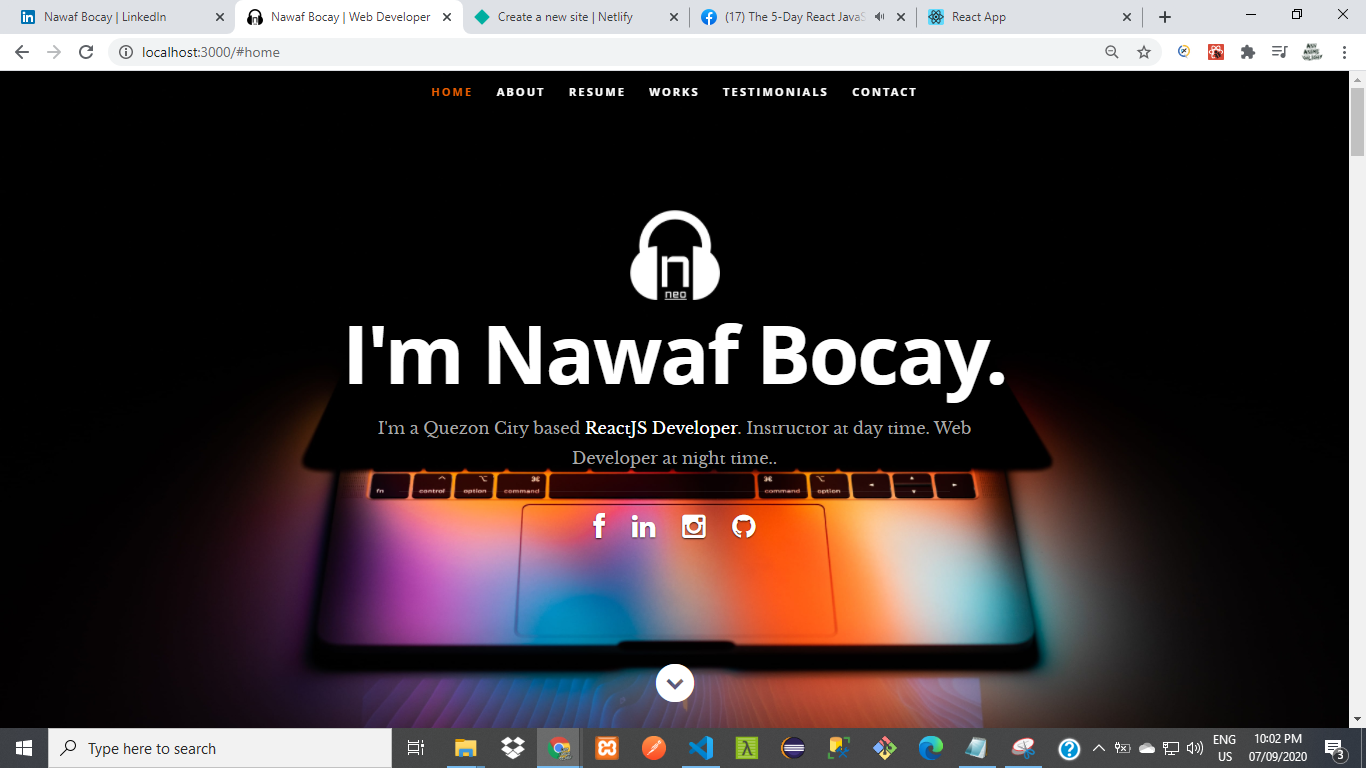 Nawaf Bocay | LinkedIn
Nawaf Bocay | Web Developer
Create a new site | Netlify
(17) The 5-Day React JavaS
React App
localhost:3000/#home
HOME ABOUT RESUME WORKS TESTIMONIALS CONTACT
n
neo
I'm Nawaf Bocay.
I'm a Quezon City based ReactJS Developer. Instructor at day time. Web
Developer at night time..
fn control option command command option
Type here to search
ENG
US
10:02 PM
07/09/2020
3